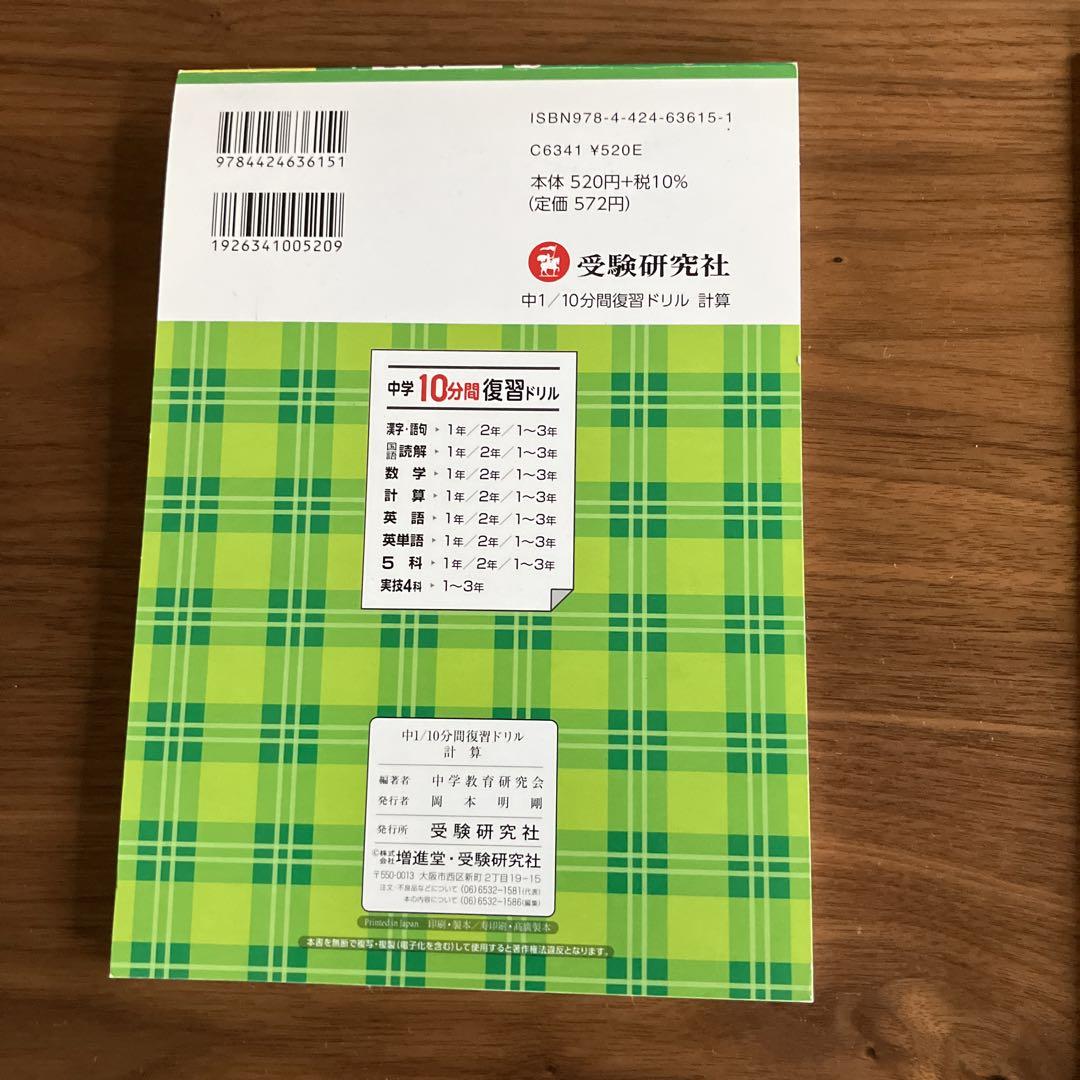 ISBN978-4-424-63615-1
9784424636151
C6341 ¥520E
本体 520円+税10%
(定価 572円)
1926341005209
受験研究社
中1/10分間復習ドリル 計算
中学10分間復習ドリル
漢字・語句 ▶ 1年/2年/1〜3年
国語読解 ▶ 1年/2年/1〜3年
数学 ▶ 1年/2年/1〜3年
計算 ▶ 1年/2年/1〜3年
英語 ▶ 1年/2年/1〜3年
英単語 ▶ 1年/2年/1〜3年
5科 ▶ 1年/2年/1〜3年
実技4科 ▶ 1〜3年
中1/10分間復習ドリル
計算
編著者 中学教育研究会
発行者 岡本明剛
発行所 受験研究社
©株式会社 増進堂・受験研究社
〒550-0013 大阪市西区新町2丁目19-15
注文・不良品などについて (06)6532-1581(代表)
本の内容について (06)6532-1586(編集)
Printed in Japan 印刷・製本/寿印刷・高廣製本
本書を無断で複写・複製(電子化を含む)して使用すると著作権法違反となります。